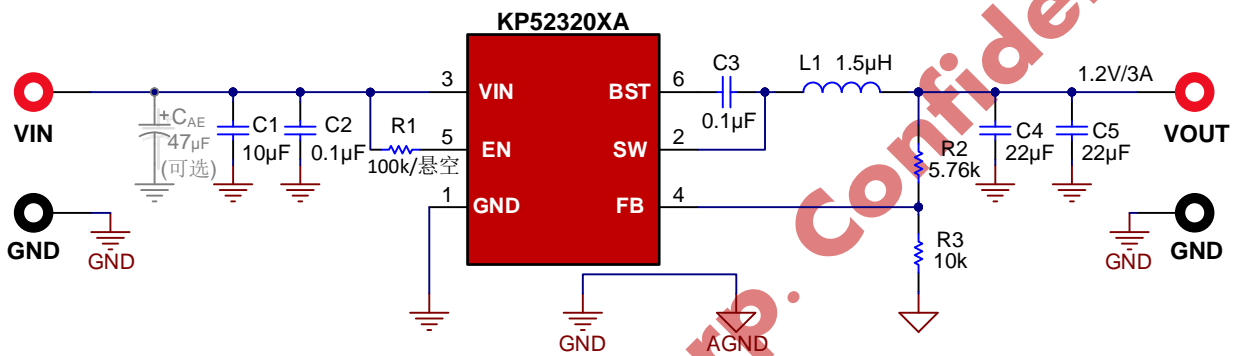 KP52320XA
VIN
GND
GND
+
C_AE
47µF
(可选)
C1
10µF
C2
0.1µF
R1
100k/悬空
3
5
1
VIN
EN
GND
BST
SW
FB
6
2
4
C3
0.1µF
L1 1.5µH
R2
5.76k
R3
10k
C4
22µF
C5
22µF
1.2V/3A
VOUT
GND
GND
GND
AGND
rp. Confide